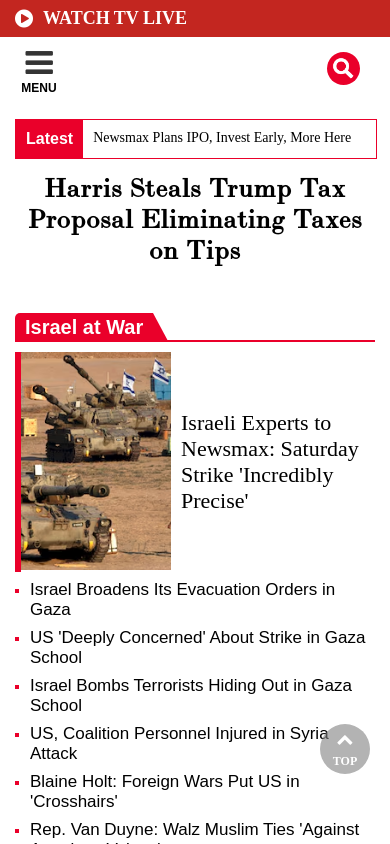 WATCH TV LIVE
MENU
Latest
Newsmax Plans IPO, Invest Early, More Here
Harris Steals Trump Tax
Proposal Eliminating Taxes
on Tips
Israel at War
Israeli Experts to
Newsmax: Saturday
Strike 'Incredibly
Precise'
Israel Broadens Its Evacuation Orders in
Gaza
US 'Deeply Concerned' About Strike in Gaza
School
Israel Bombs Terrorists Hiding Out in Gaza
School
US, Coalition Personnel Injured in Syria
Attack
TOP
Blaine Holt: Foreign Wars Put US in
'Crosshairs'
Rep. Van Duyne: Walz Muslim Ties 'Against